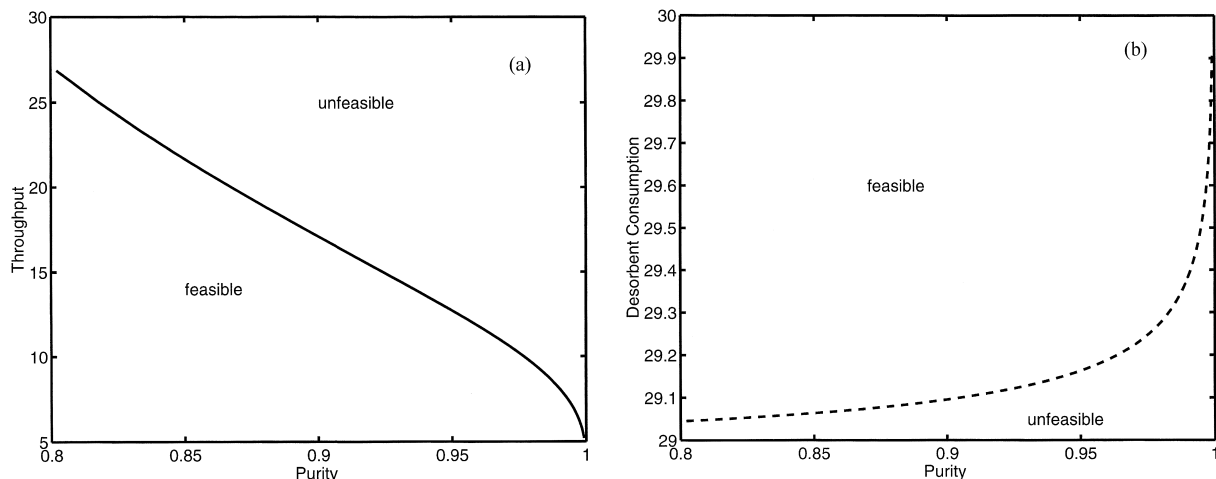 30
(a)
unfeasible
25
20
Throughput
15
feasible
10
5
0.8 0.85 0.9 0.95 1
Purity
30
29.9
(b)
29.8
29.7
29.6
feasible
Desorbent Consumption
29.5
29.4
29.3
29.2
29.1
unfeasible
29
0.8 0.85 0.9 0.95 1
Purity